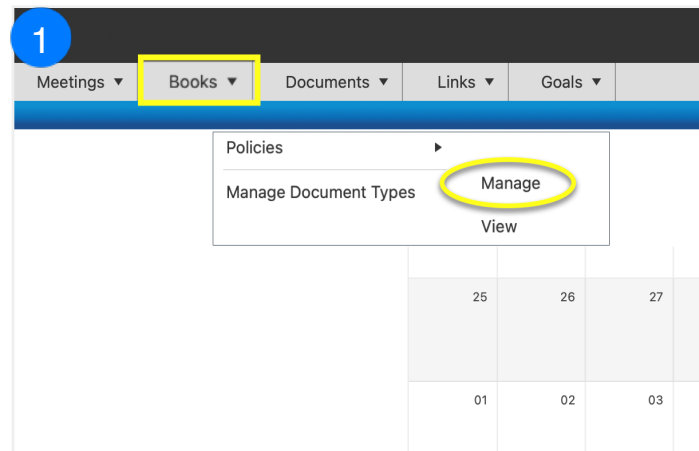 1
Meetings ▼ Books ▼ Documents ▼ Links ▼ Goals ▼
Policies ▶
Manage Document Types
Manage
View
25 26 27
01 02 03